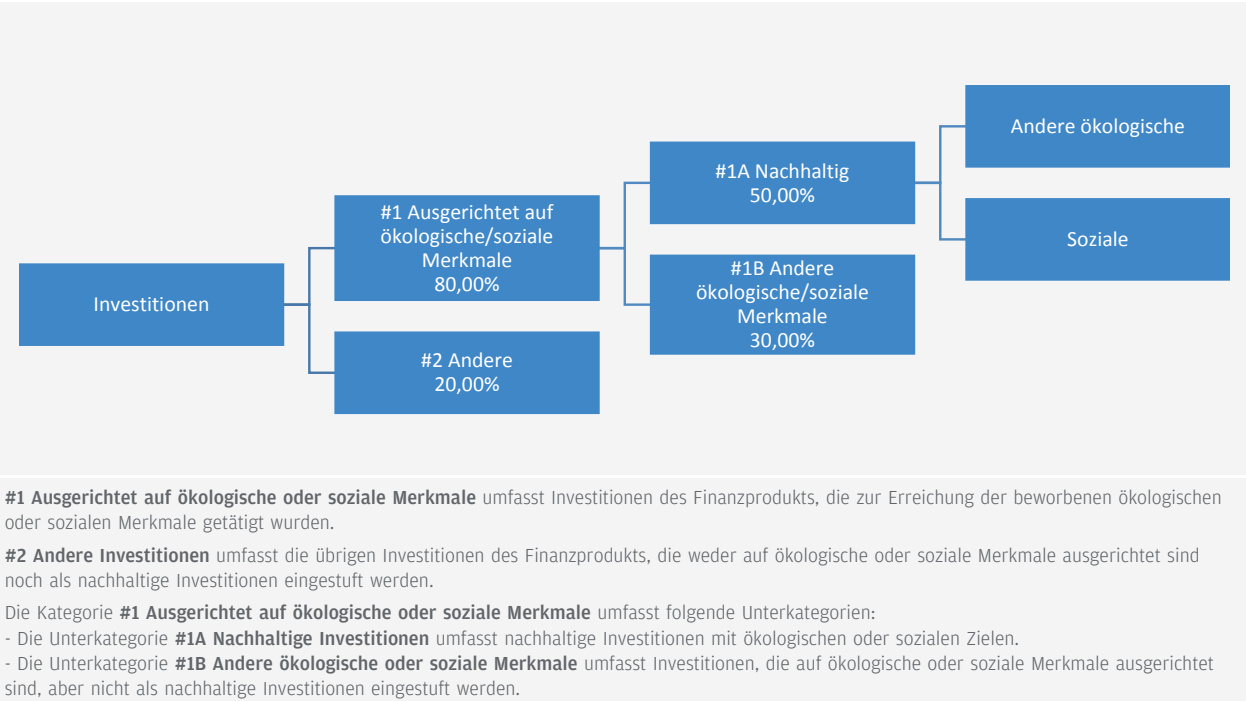 Investitionen
#1 Ausgerichtet auf
ökologische/soziale
Merkmale
80,00%
#2 Andere
20,00%
#1A Nachhaltig
50,00%
#1B Andere
ökologische/soziale
Merkmale
30,00%
Andere ökologische
Soziale
#1 Ausgerichtet auf ökologische oder soziale Merkmale umfasst Investitionen des Finanzprodukts, die zur Erreichung der beworbenen ökologischen
oder sozialen Merkmale getätigt wurden.
#2 Andere Investitionen umfasst die übrigen Investitionen des Finanzprodukts, die weder auf ökologische oder soziale Merkmale ausgerichtet sind
noch als nachhaltige Investitionen eingestuft werden.
Die Kategorie #1 Ausgerichtet auf ökologische oder soziale Merkmale umfasst folgende Unterkategorien:
- Die Unterkategorie #1A Nachhaltige Investitionen umfasst nachhaltige Investitionen mit ökologischen oder sozialen Zielen.
- Die Unterkategorie #1B Andere ökologische oder soziale Merkmale umfasst Investitionen, die auf ökologische oder soziale Merkmale ausgerichtet
sind, aber nicht als nachhaltige Investitionen eingestuft werden.